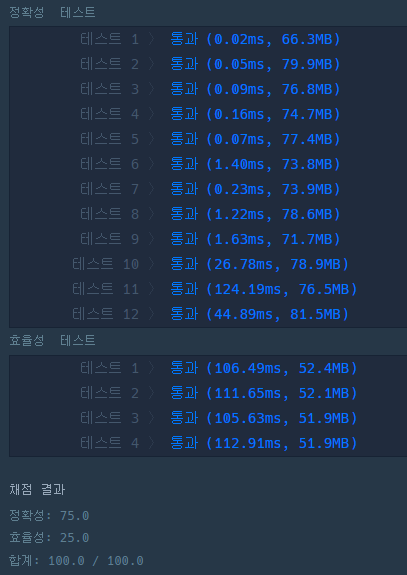 정확성  테스트
테스트 1 〉 통과 (0.02ms, 66.3MB)
테스트 2 〉 통과 (0.05ms, 79.9MB)
테스트 3 〉 통과 (0.09ms, 76.8MB)
테스트 4 〉 통과 (0.16ms, 74.7MB)
테스트 5 〉 통과 (0.07ms, 77.4MB)
테스트 6 〉 통과 (1.40ms, 73.8MB)
테스트 7 〉 통과 (0.23ms, 73.9MB)
테스트 8 〉 통과 (1.22ms, 78.6MB)
테스트 9 〉 통과 (1.63ms, 71.7MB)
테스트 10 〉 통과 (26.78ms, 78.9MB)
테스트 11 〉 통과 (124.19ms, 76.5MB)
테스트 12 〉 통과 (44.89ms, 81.5MB)
효율성  테스트
테스트 1 〉 통과 (106.49ms, 52.4MB)
테스트 2 〉 통과 (111.65ms, 52.1MB)
테스트 3 〉 통과 (105.63ms, 51.9MB)
테스트 4 〉 통과 (112.91ms, 51.9MB)
채점 결과
정확성: 75.0
효율성: 25.0
합계: 100.0 / 100.0